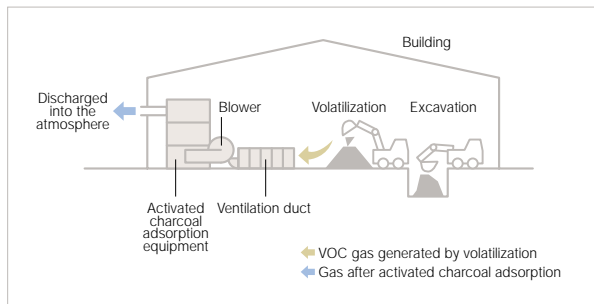 Building
Discharged
into the
atmosphere
Blower
Volatilization
Excavation
Activated
charcoal
adsorption
equipment
Ventilation duct
VOC gas generated by volatilization
Gas after activated charcoal adsorption